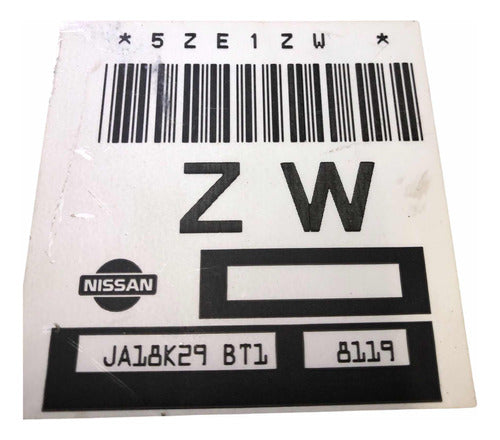 *5ZE1ZW *
ZW
NISSAN
JA18K29 BT1 8119